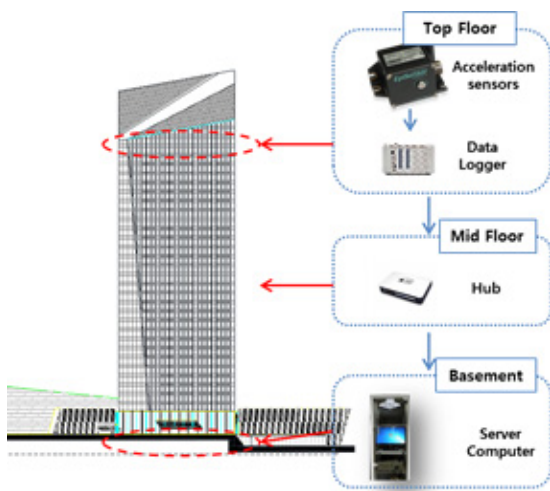 Top Floor
Acceleration
sensors
Data
Logger
Mid Floor
Hub
Basement
Server
Computer